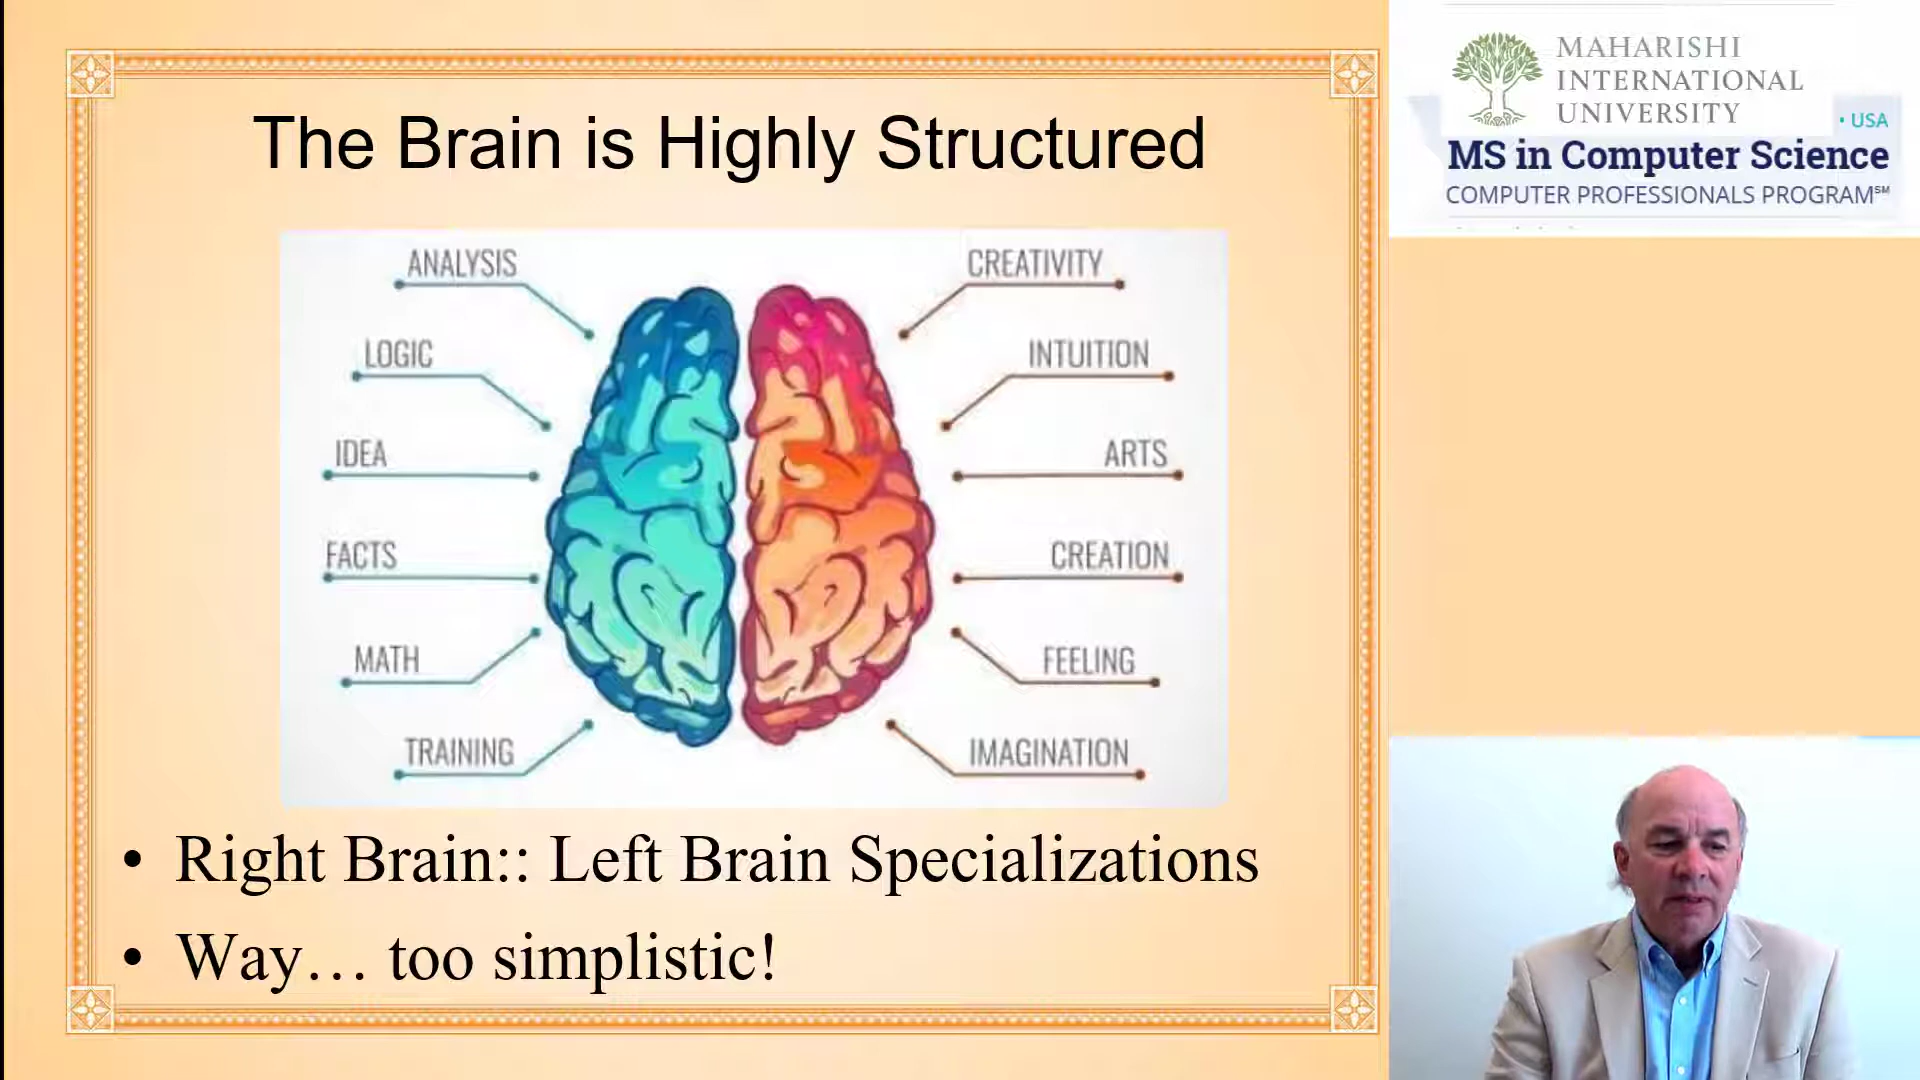 The Brain is Highly Structured
ANALYSIS
LOGIC
IDEA
FACTS
MATH
TRAINING
CREATIVITY
INTUITION
ARTS
CREATION
FEELING
IMAGINATION
• Right Brain:: Left Brain Specializations
• Way… too simplistic!
MAHARISHI
INTERNATIONAL
UNIVERSITY
• USA
MS in Computer Science
COMPUTER PROFESSIONALS PROGRAM℠